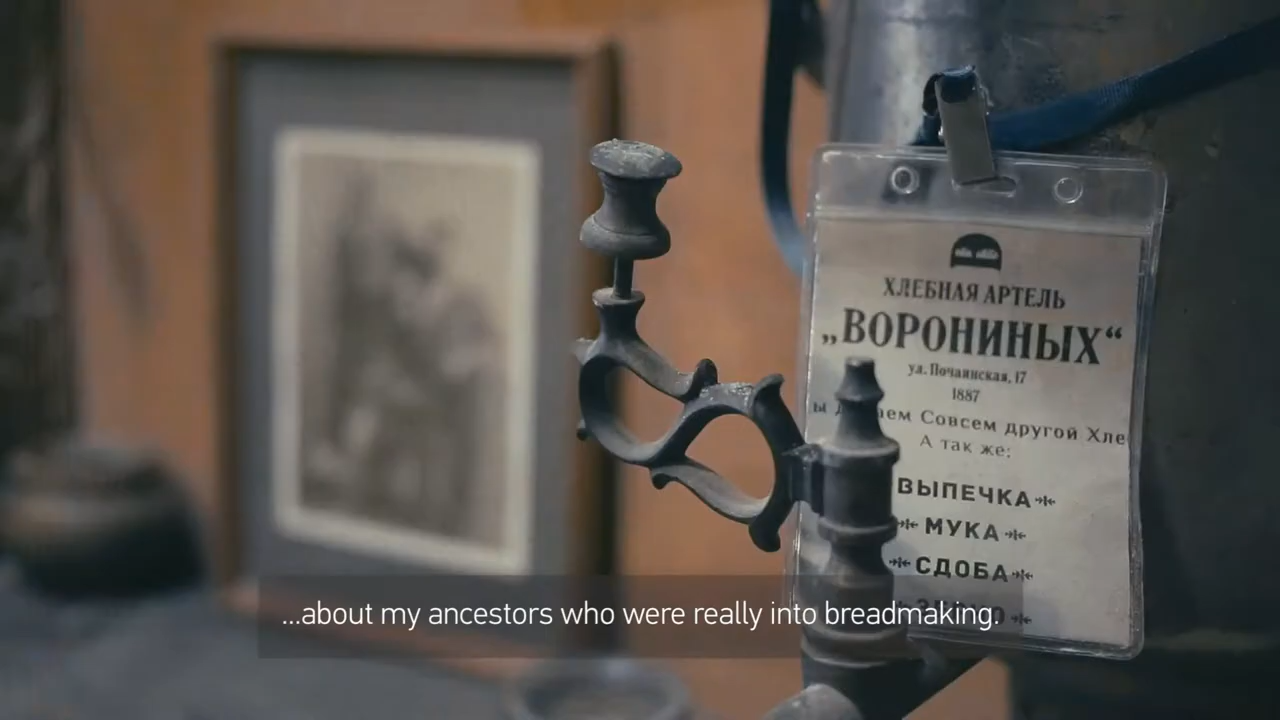 ХЛЕБНАЯ АРТЕЛЬ
„ВОРОНИНЫХ“
ул. Почаинская, 17
1887
Совсем другой
А так же:
ВЫПЕЧКА
МУКА
СДОБА
...about my ancestors who were really into breadmaking.